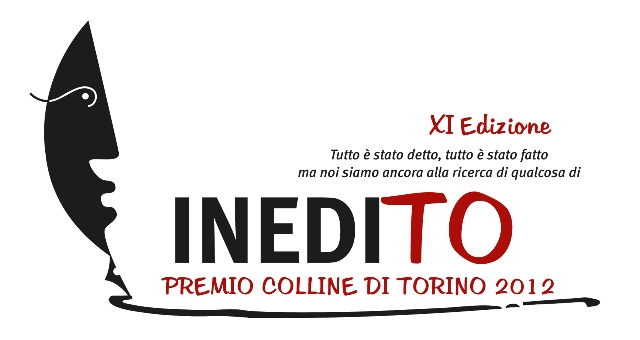 XI Edizione
Tutto è stato detto, tutto è stato fatto
ma noi siamo ancora alla ricerca di qualcosa di
INEDITO
PREMIO COLLINE DI TORINO 2012